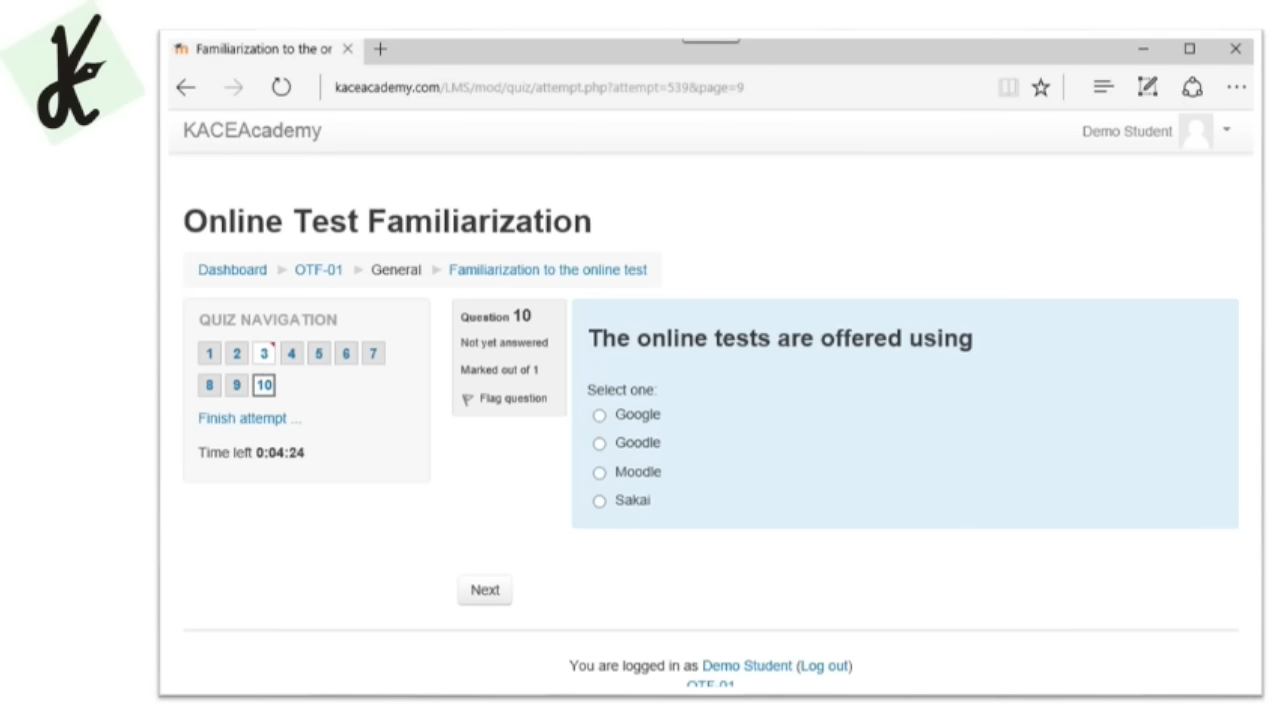 Familiarization to the or
kaceacademy.com/LMS/mod/quiz/attempt.php?attempt=539&page=9
KACEAcademy
Demo Student
Online Test Familiarization
Dashboard OTF-01 General Familiarization to the online test
QUIZ NAVIGATION
1 2 3 4 5 6 7
8 9 10
Finish attempt ...
Time left 0:04:24
Question 10
Not yet answered
Marked out of 1
Flag question
The online tests are offered using
Select one:
Google
Goodle
Moodle
Sakai
Next
You are logged in as Demo Student (Log out)
OTF-01